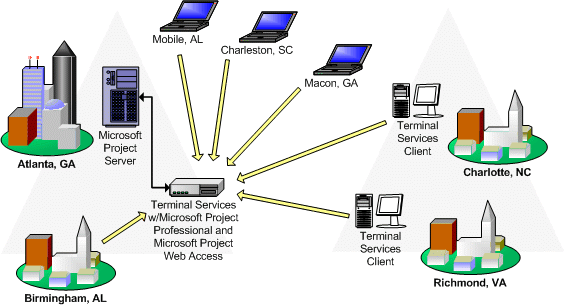 Mobile, AL
Charleston, SC
Macon, GA
Atlanta, GA
Microsoft
Project
Server
Terminal
Services
Client
Charlotte, NC
Terminal Services
w/Microsoft Project
Professional and
Microsoft Project
Web Access
Terminal
Services
Client
Birmingham, AL
Richmond, VA